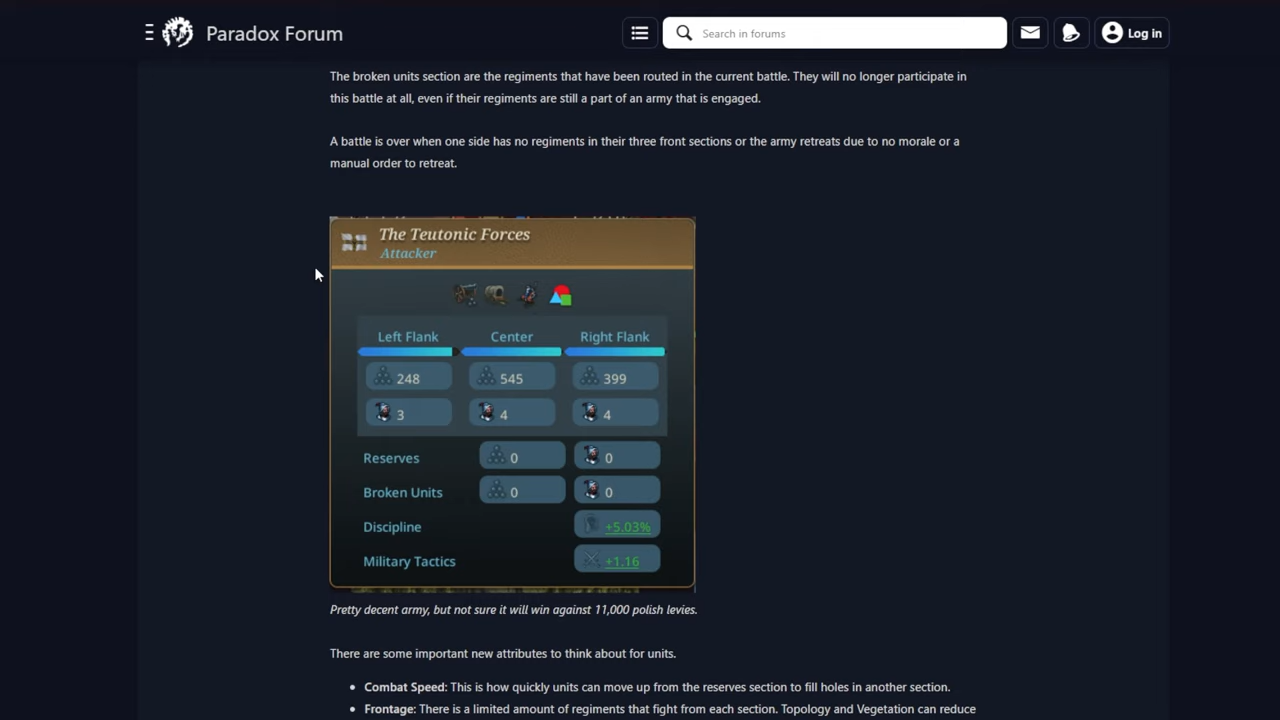 Paradox Forum
Search in forums
Log in
The broken units section are the regiments that have been routed in the current battle. They will no longer participate in
this battle at all, even if their regiments are still a part of an army that is engaged.
A battle is over when one side has no regiments in their three front sections or the army retreats due to no morale or a
manual order to retreat.
The Teutonic Forces
Attacker
Left Flank Center Right Flank
248 545 399
3 4 4
Reserves 0 0
Broken Units 0 0
Discipline +5.03%
Military Tactics +1.16
Pretty decent army, but not sure it will win against 11,000 polish levies.
There are some important new attributes to think about for units.
• Combat Speed: This is how quickly units can move up from the reserves section to fill holes in another section.
• Frontage: There is a limited amount of regiments that fight from each section. Topology and Vegetation can reduce